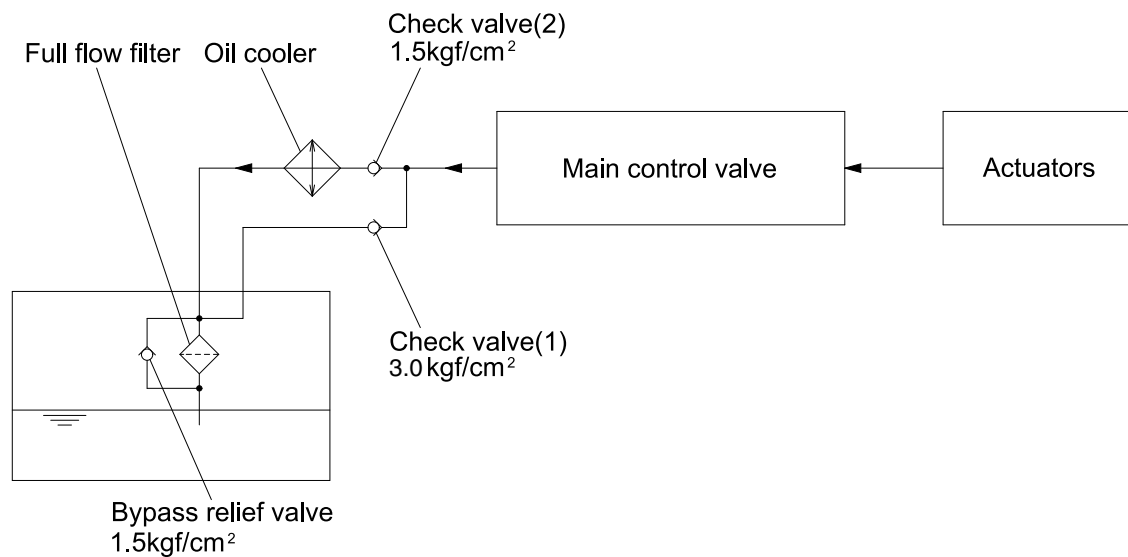 Check valve(2)
1.5kgf/cm²
Full flow filter
Oil cooler
Main control valve
Actuators
Check valve(1)
3.0kgf/cm²
Bypass relief valve
1.5kgf/cm²